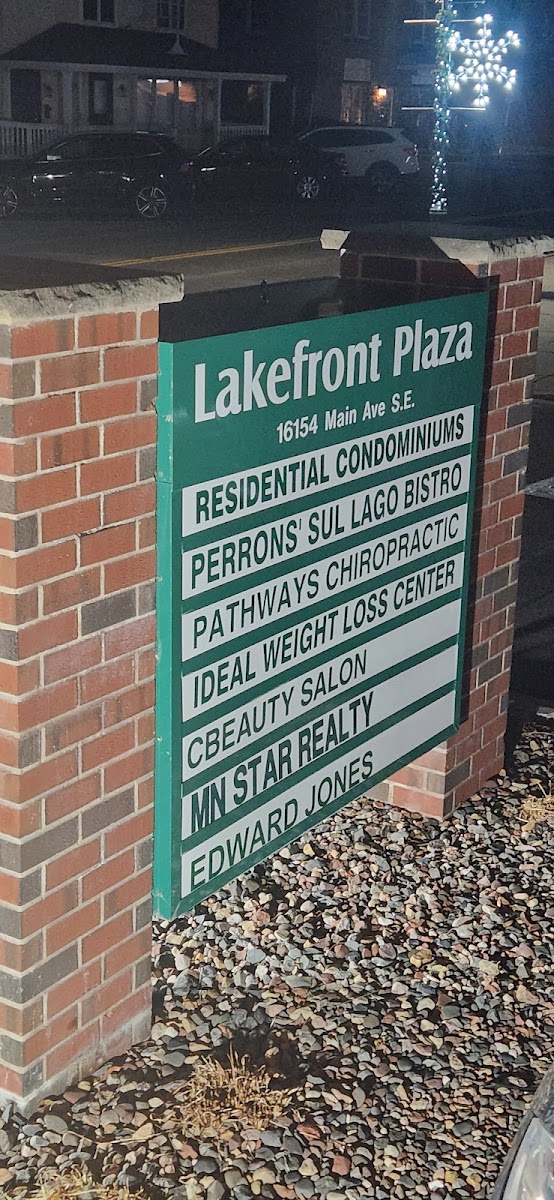 Lakefront Plaza
16154 Main Ave S.E.
RESIDENTIAL CONDOMINIUMS
PERRONS' SUL LAGO BISTRO
PATHWAYS CHIROPRACTIC
IDEAL WEIGHT LOSS CENTER
CBEAUTY SALON
MN STAR REALTY
EDWARD JONES